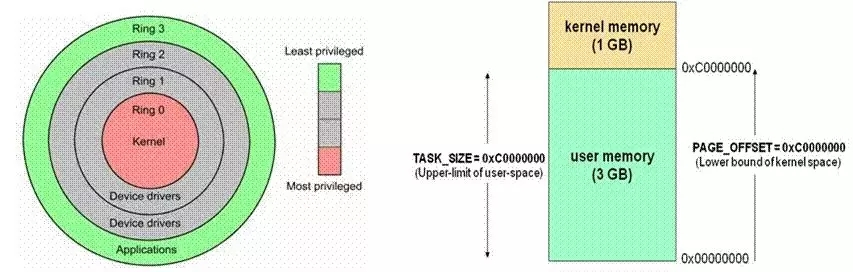 Ring 3
Ring 2
Ring 1
Ring 0
Kernel
Device drivers
Device drivers
Applications
Least privileged
Most privileged
kernel memory
(1 GB)
0xC0000000
TASK_SIZE = 0xC0000000
(Upper-limit of user-space)
user memory
(3 GB)
PAGE_OFFSET = 0xC0000000
(Lower bound of kernel space)
0x00000000